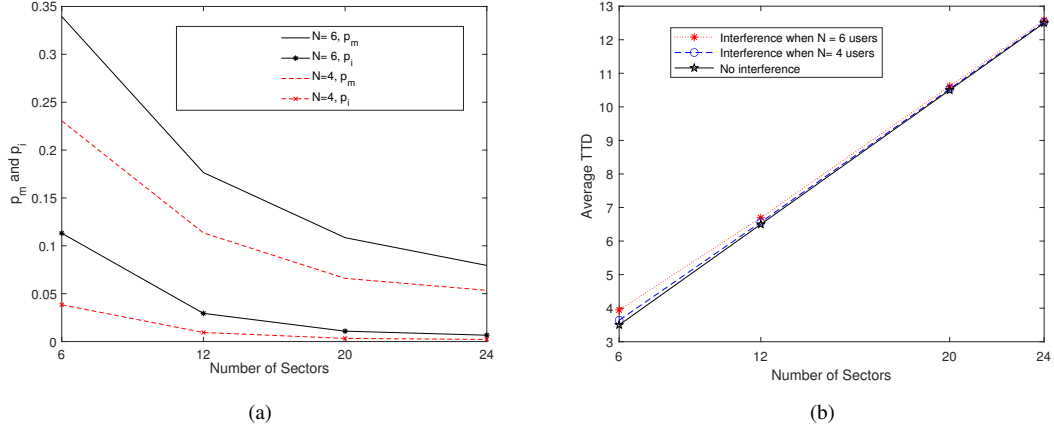 0.35
0.3
0.25
0.2
0.15
0.1
0.05
0
p_m and p_i
N= 6, p_m
N= 6, p_i
N=4, p_m
N=4, p_i
6 12 20 24
Number of Sectors
(a)
13
12
11
10
9
8
7
6
5
4
3
Average TTD
Interference when N = 6 users
Interference when N= 4 users
No interference
6 12 20 24
Number of Sectors
(b)